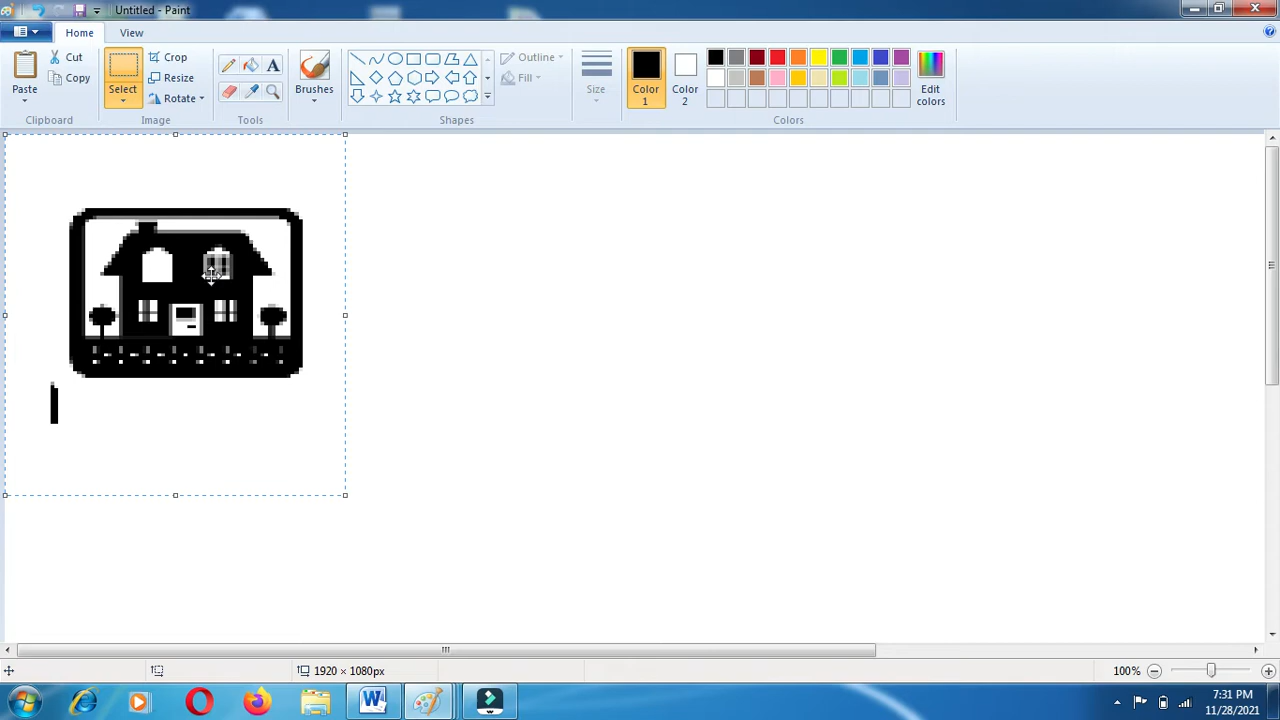 Untitled - Paint
Home
View
Paste
Cut
Copy
Clipboard
Select
Crop
Resize
Rotate
Image
A
Tools
Brushes
Outline
Fill
Shapes
Size
Color 1
Color 2
Edit colors
Colors
1920 × 1080px
100%
7:31 PM
11/28/2021